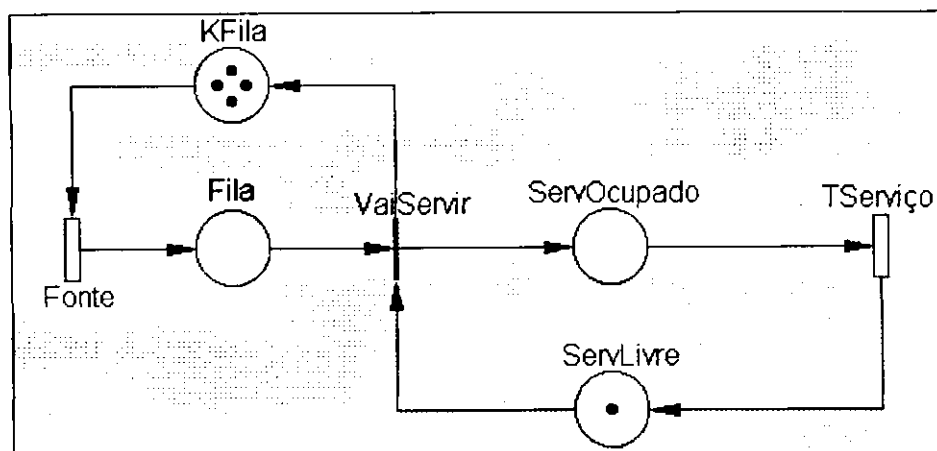 KFila
Fila
VaiServir
ServOcupado
TServiço
Fonte
ServLivre